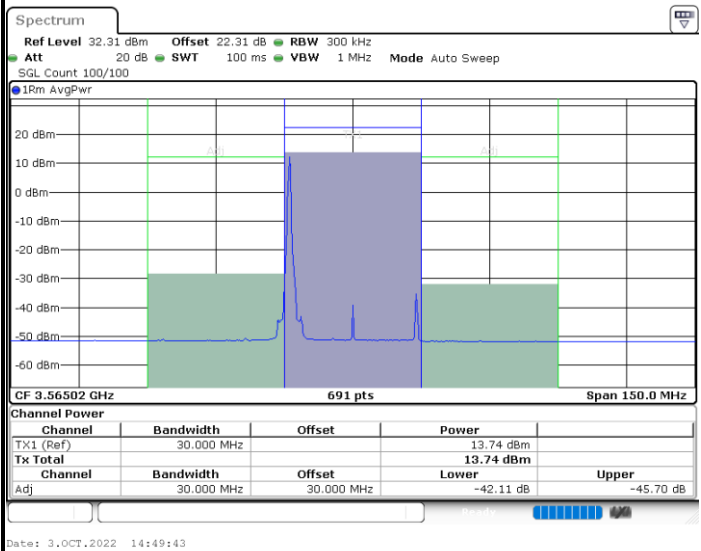 Spectrum
Ref Level 32.31 dBm Offset 22.31 dB RBW 300 kHz
Att 20 dB SWT 100 ms VBW 1 MHz Mode Auto Sweep
SGL Count 100/100
1Rm AvgPwr
20 dBm
TX1
Adj Adj
10 dBm
0 dBm
-10 dBm
-20 dBm
-30 dBm
-40 dBm
-50 dBm
-60 dBm
CF 3.56502 GHz 691 pts Span 150.0 MHz
Channel Power
Channel Bandwidth Offset Power
TX1 (Ref) 30.000 MHz 13.74 dBm
Tx Total 13.74 dBm
Channel Bandwidth Offset Lower Upper
Adj 30.000 MHz 30.000 MHz -42.11 dB -45.70 dB
Ready
Date: 3.OCT.2022 14:49:43